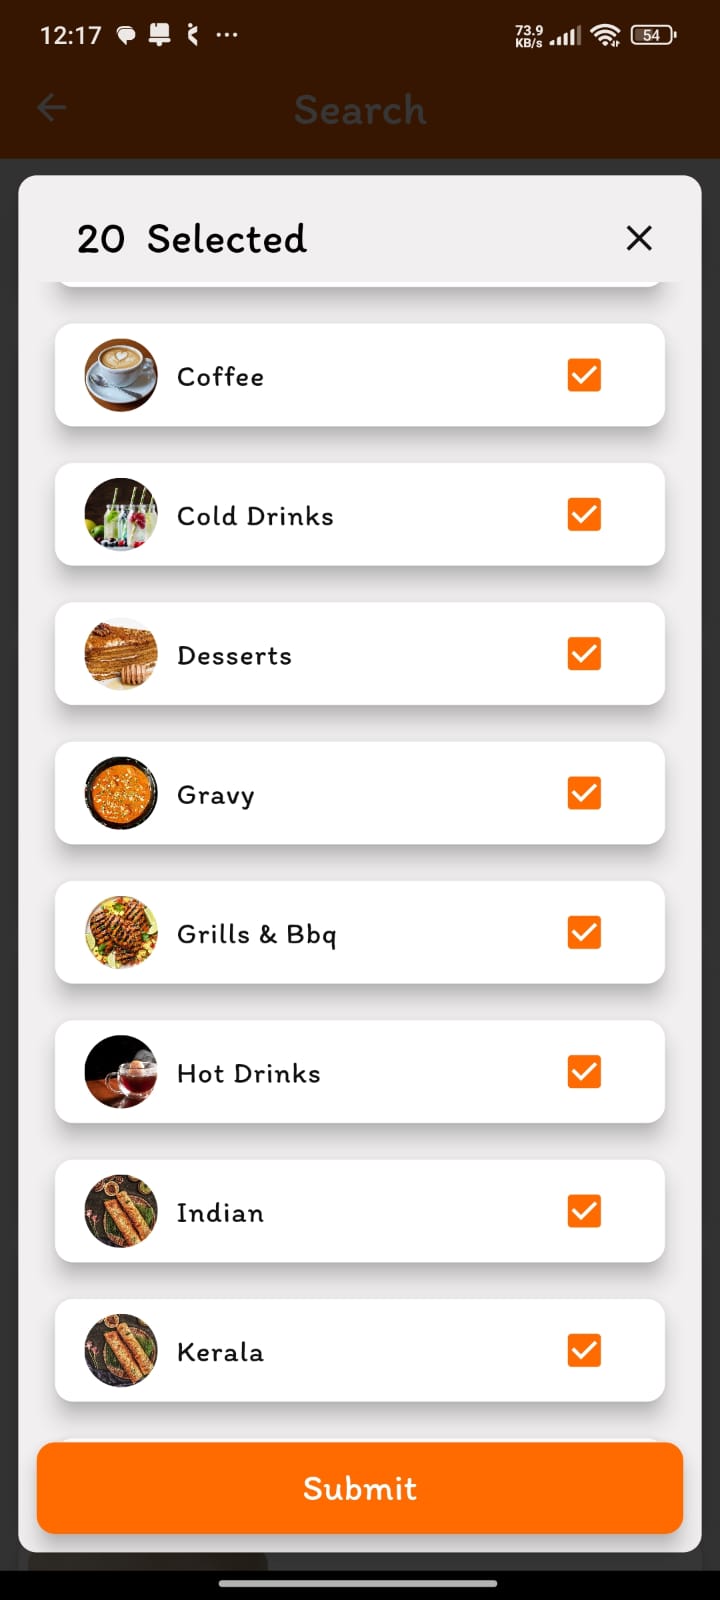 12:17
73.9
KB/s
54
Search
20 Selected
Coffee
Cold Drinks
Desserts
Gravy
Grills & Bbq
Hot Drinks
Indian
Kerala
Submit